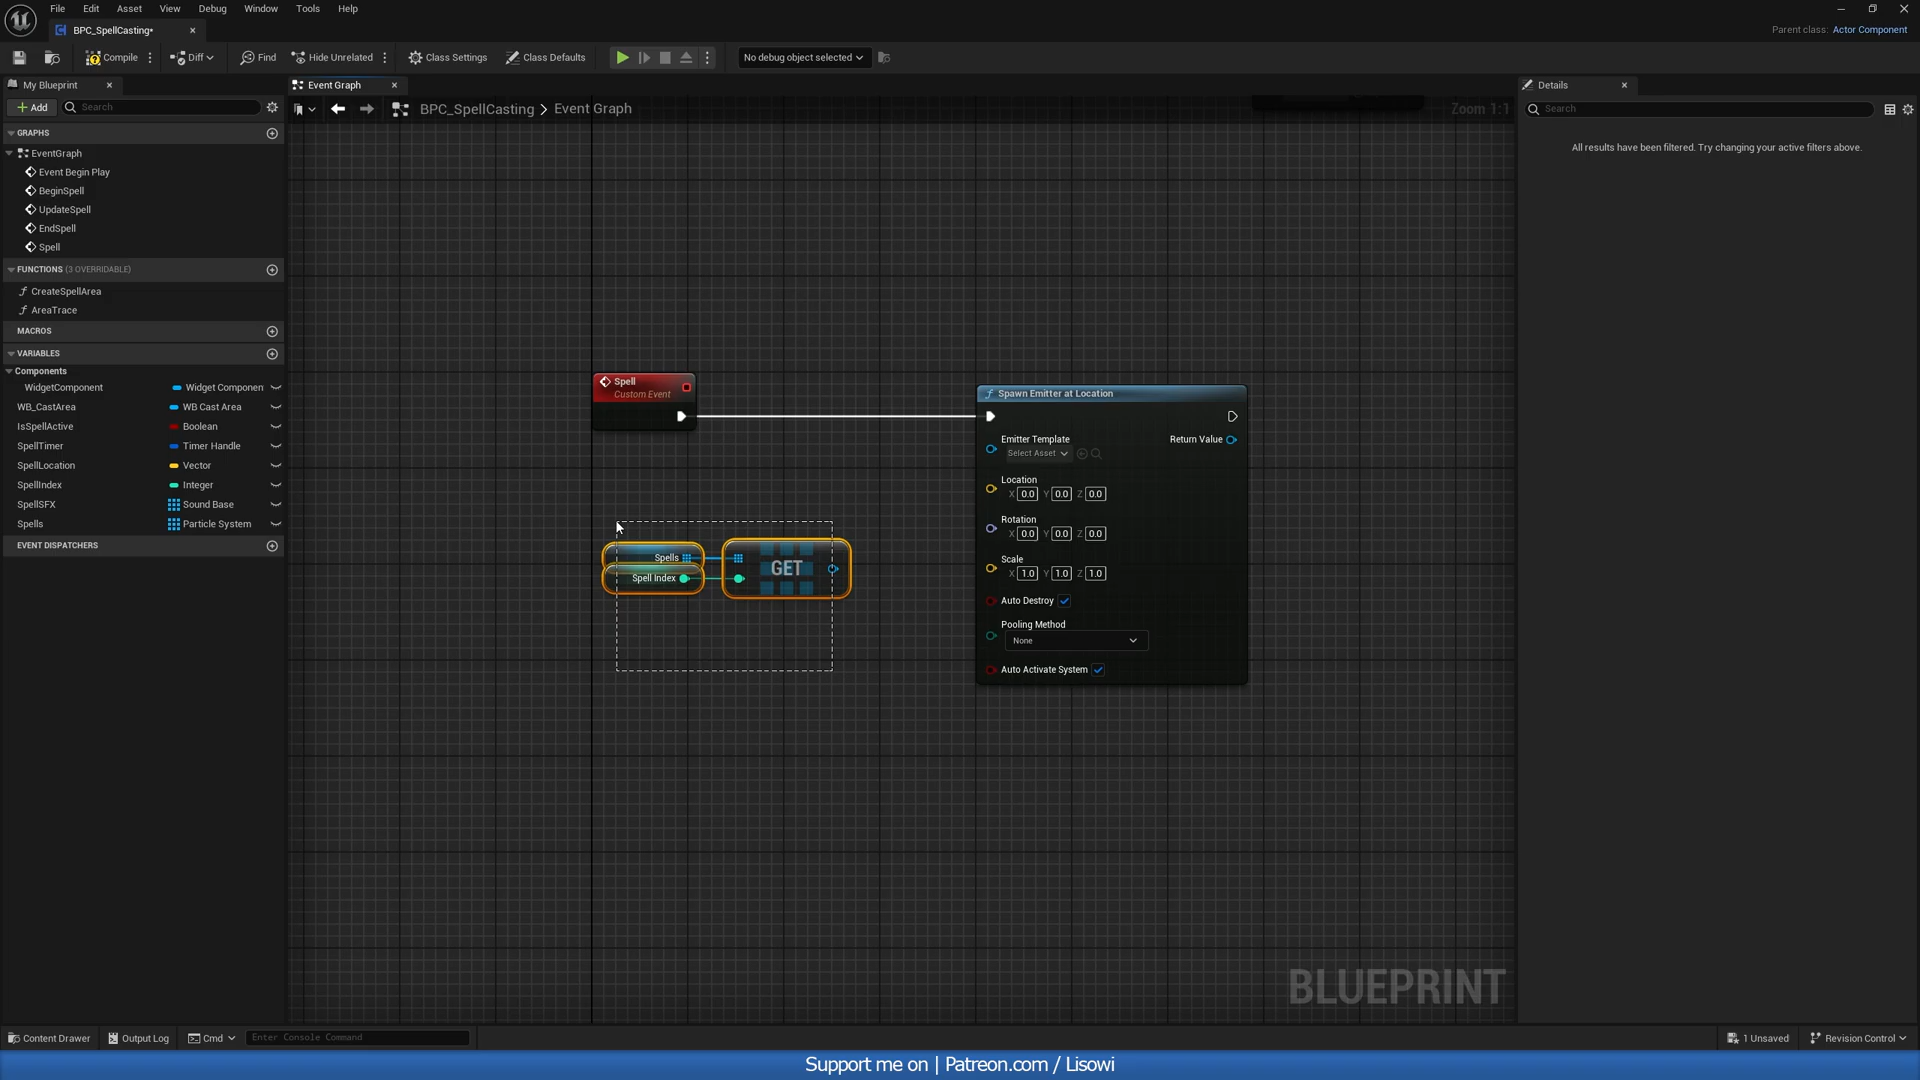 File Edit Asset View Debug Window Tools Help
BPC_SpellCasting•
Parent class: Actor Component
Compile Diff Find Hide Unrelated Class Settings Class Defaults No debug object selected
My Blueprint
Event Graph
Details
Add Search
BPC_SpellCasting > Event Graph
Zoom 1:1
Search
GRAPHS
EventGraph
Event Begin Play
BeginSpell
UpdateSpell
EndSpell
Spell
FUNCTIONS (3 OVERRIDABLE)
CreateSpellArea
AreaTrace
MACROS
VARIABLES
Components
WidgetComponent Widget Componen
WB_CastArea WB Cast Area
IsSpellActive Boolean
SpellTimer Timer Handle
SpellLocation Vector
SpellIndex Integer
SpellSFX Sound Base
Spells Particle System
EVENT DISPATCHERS
All results have been filtered. Try changing your active filters above.
Spell
Custom Event
Spells
Spell Index
GET
Spawn Emitter at Location
Emitter Template
Select Asset
Return Value
Location
X 0.0 Y 0.0 Z 0.0
Rotation
X 0.0 Y 0.0 Z 0.0
Scale
X 1.0 Y 1.0 Z 1.0
Auto Destroy
Pooling Method
None
Auto Activate System
BLUEPRINT
Content Drawer Output Log Cmd Enter Console Command
1 Unsaved Revision Control
Support me on | Patreon.com / Lisowi